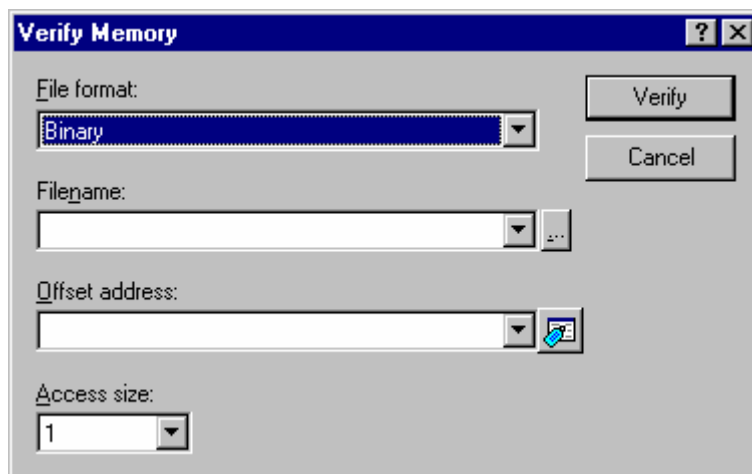 Verify Memory
File format:
Verify
Binary
Cancel
Filename:
...
Offset address:
Access size:
1